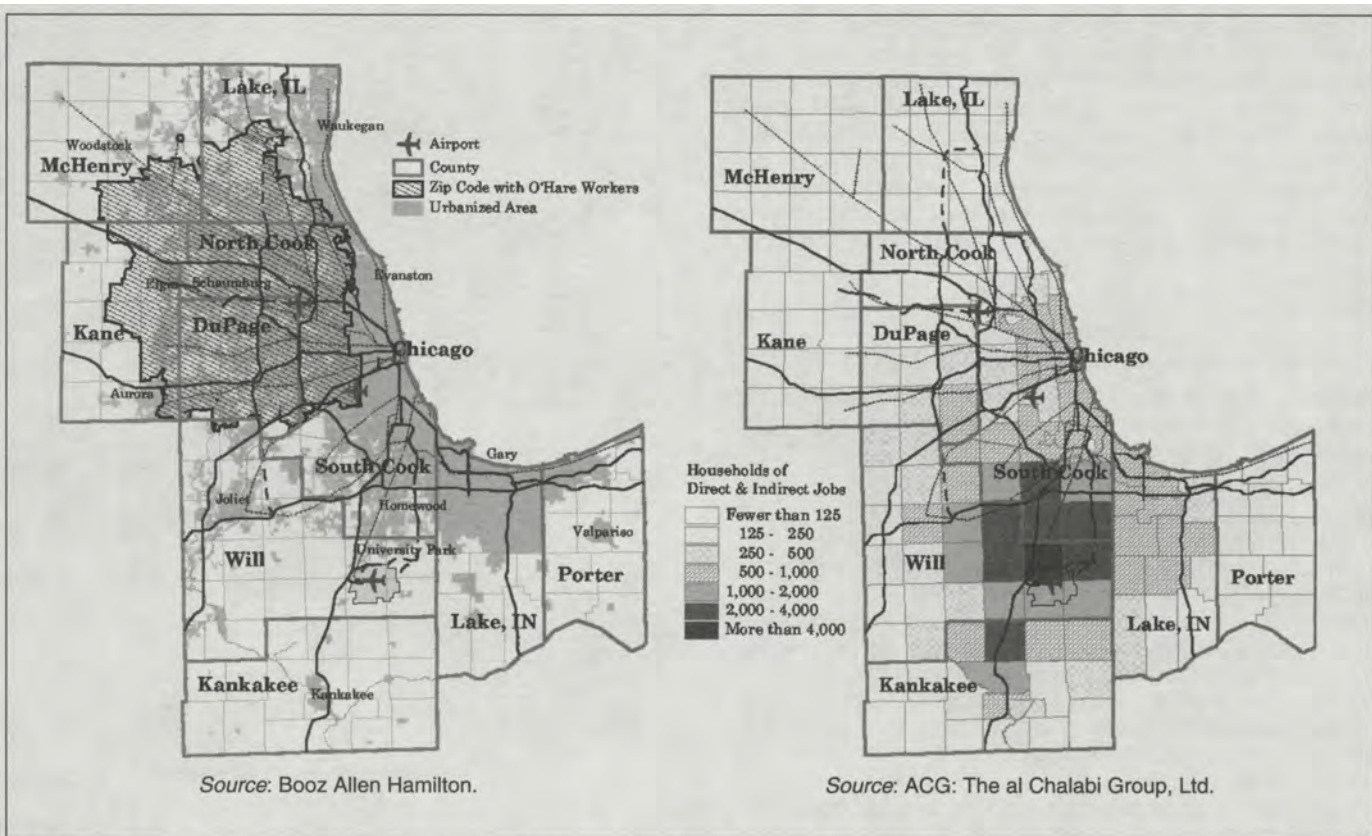 Lake, IL
Waukegan
Woodstock
McHenry
North Cook
Evanston
Elgin
Schaumburg
DuPage
Kane
Chicago
Aurora
Gary
South Cook
Joliet
Homewood
Valpariso
University Park
Will
Porter
Lake, IN
Kankakee
Kankakee
Airport
County
Zip Code with O'Hare Workers
Urbanized Area
Source: Booz Allen Hamilton.
Lake, IL
McHenry
North Cook
DuPage
Kane
Chicago
South Cook
Will
Porter
Lake, IN
Kankakee
Households of
Direct & Indirect Jobs
Fewer than 125
125 - 250
250 - 500
500 - 1,000
1,000 - 2,000
2,000 - 4,000
More than 4,000
Source: ACG: The al Chalabi Group, Ltd.